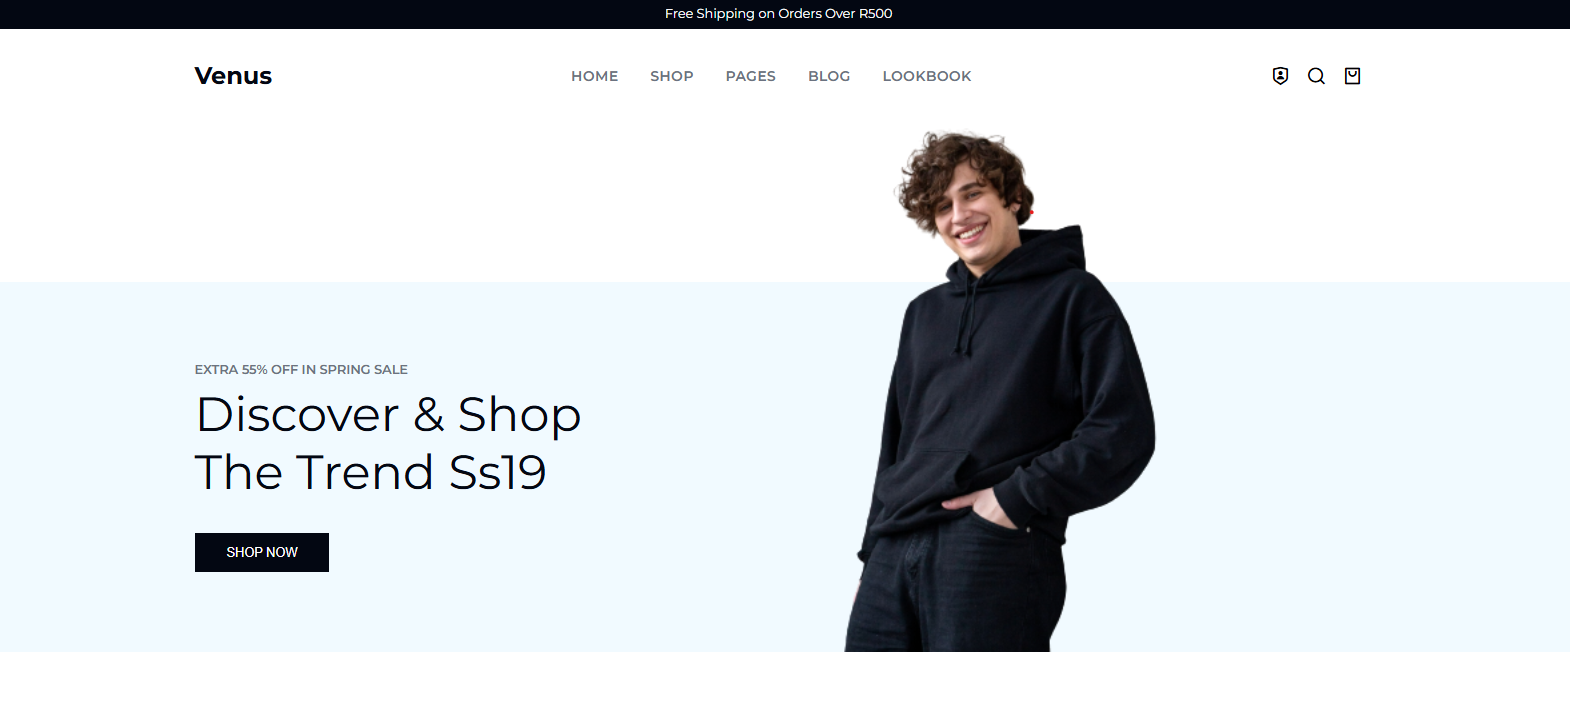 Free Shipping on Orders Over R500
Venus
HOME SHOP PAGES BLOG LOOKBOOK
EXTRA 55% OFF IN SPRING SALE
Discover & Shop
The Trend Ss19
SHOP NOW